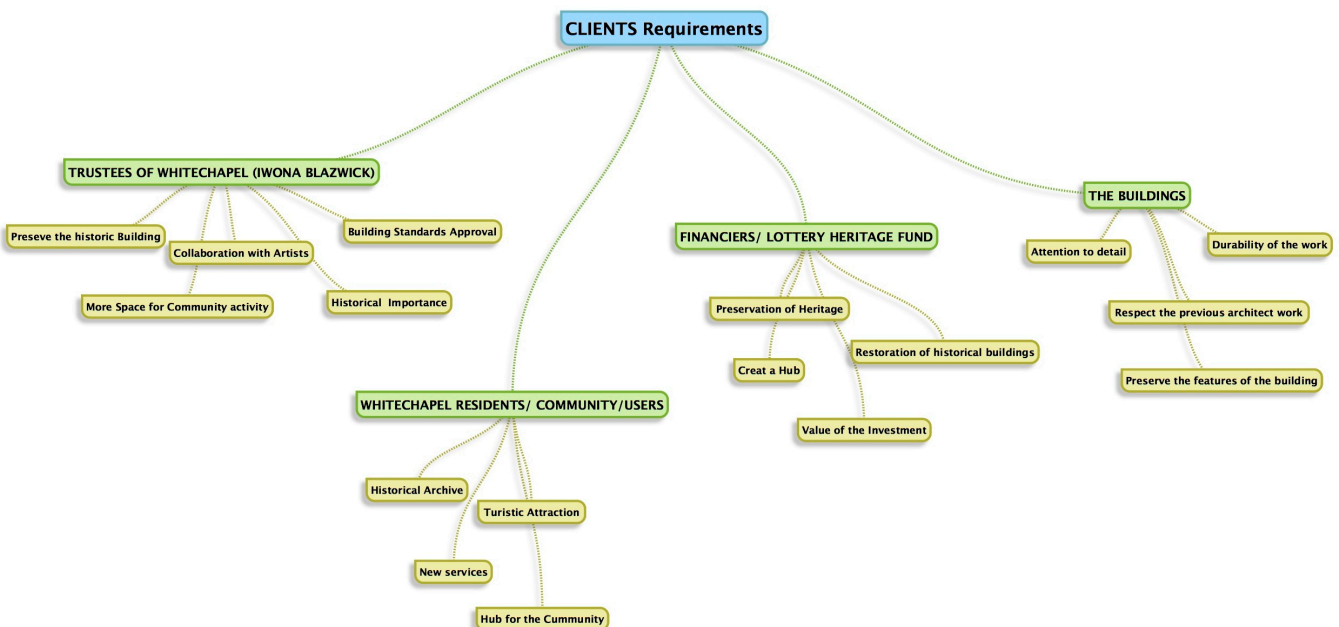 CLIENTS Requirements
TRUSTEES OF WHITECHAPEL (IWONA BLAZWICK)
Preseve the historic Building
Collaboration with Artists
Building Standards Approval
More Space for Community activity
Historical  Importance
WHITECHAPEL RESIDENTS/ COMMUNITY/USERS
Historical Archive
Turistic Attraction
New services
Hub for the Cummunity
FINANCIERS/ LOTTERY HERITAGE FUND
Preservation of Heritage
Restoration of historical buildings
Creat a Hub
Value of the Investment
THE BUILDINGS
Attention to detail
Durability of the work
Respect the previous architect work
Preserve the features of the building